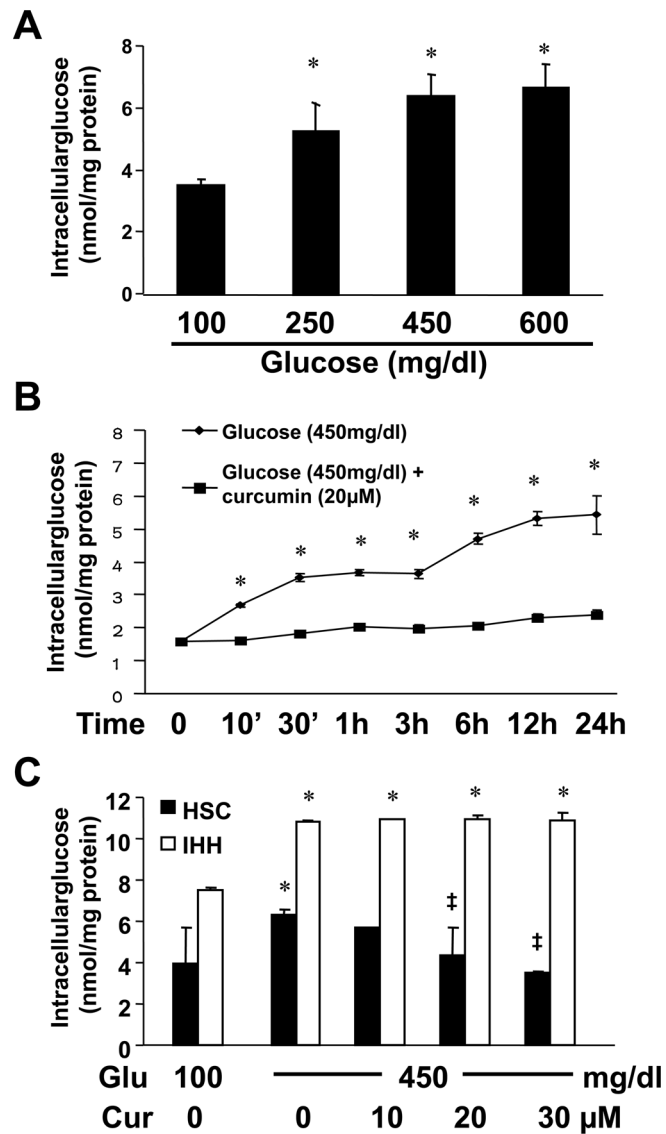 A
Intracellularglucose
(nmol/mg protein)
8
6
4
2
0
* * *
100 250 450 600
Glucose (mg/dl)
B
Intracellularglucose
(nmol/mg protein)
8
7
6
5
4
3
2
1
0
Glucose (450mg/dl)
Glucose (450mg/dl) +
curcumin (20µM)
* * * * * * *
Time 0 10’ 30’ 1h 3h 6h 12h 24h
C
Intracellularglucose
(nmol/mg protein)
12
10
8
6
4
2
0
HSC
IHH
* * * *
* ‡ ‡
Glu 100 450 mg/dl
Cur 0 0 10 20 30 µM